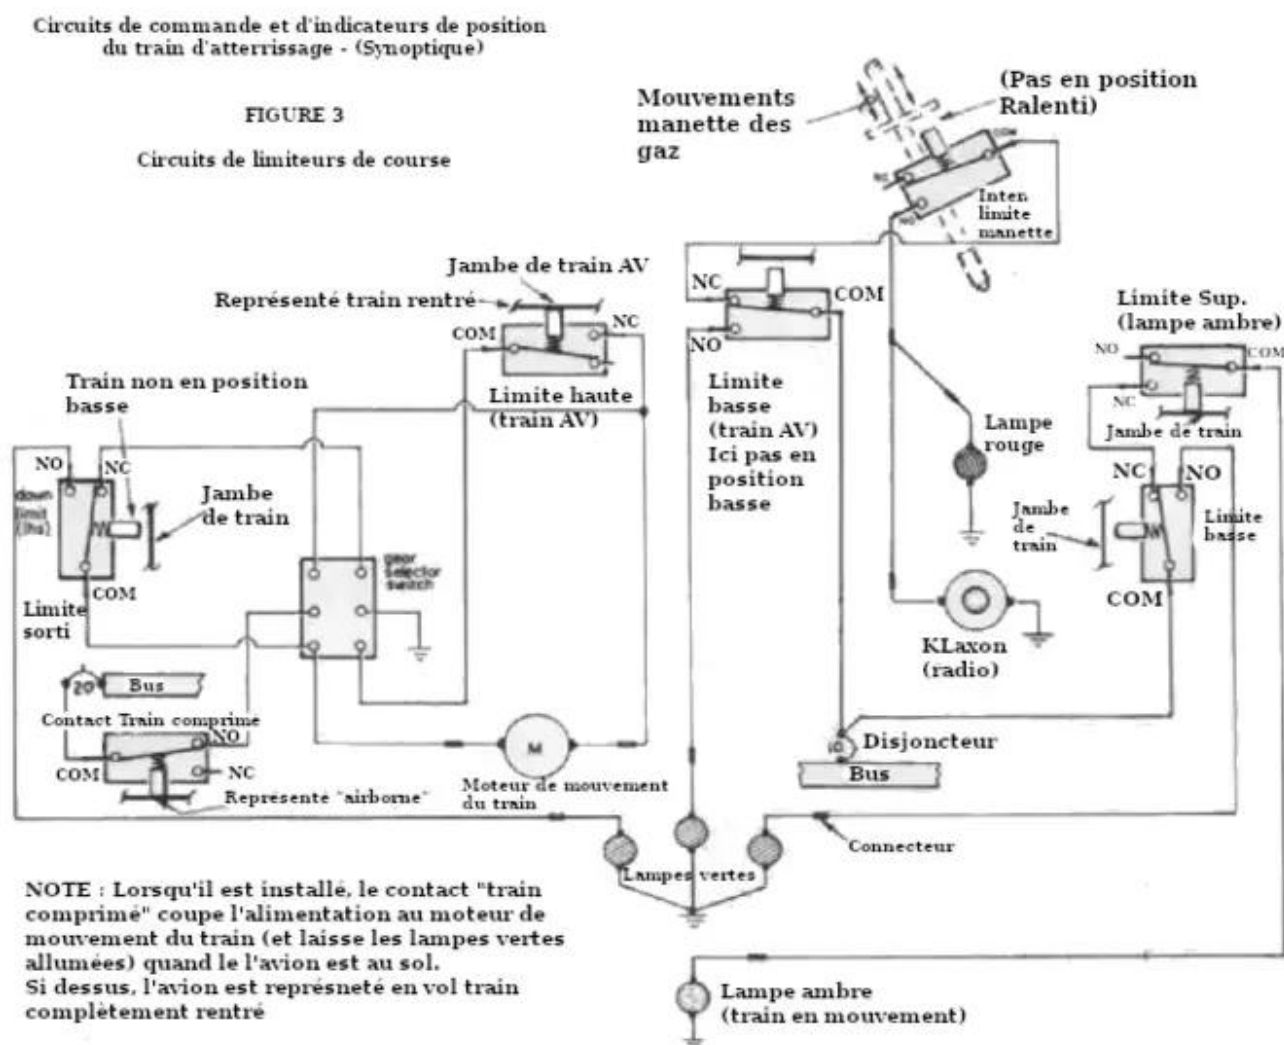 Circuits de commande et d'indicateurs de position
du train d'atterrissage - (Synoptique)
FIGURE 3
Circuits de limiteurs de course
Mouvements
manette des
gaz
(Pas en position
Ralenti)
COM
NC
NO
Inten
limite
manette
Jambe de train AV
Représenté train rentré
COM
NC
Limite haute
(train AV)
NC
COM
NO
Limite
basse
(train AV)
Ici pas en
position
basse
Limite Sup.
(lampe ambre)
NO
COM
NC
Jambe de train
Train non en position
basse
NO
NC
down
limit
(lhs)
Jambe
de train
COM
Limite
sorti
gear
selector
switch
Lampe
rouge
NC
NO
Jambe
de
train
Limite
basse
COM
KLaxon
(radio)
20
Bus
Contact Train comprimé
NO
COM
NC
Représenté "airborne"
M
Moteur de mouvement
du train
10
Disjoncteur
Bus
Connecteur
Lampes vertes
NOTE : Lorsqu'il est installé, le contact "train
comprimé" coupe l'alimentation au moteur de
mouvement du train (et laisse les lampes vertes
allumées) quand le l'avion est au sol.
Si dessus, l'avion est représneté en vol train
complètement rentré
Lampe ambre
(train en mouvement)